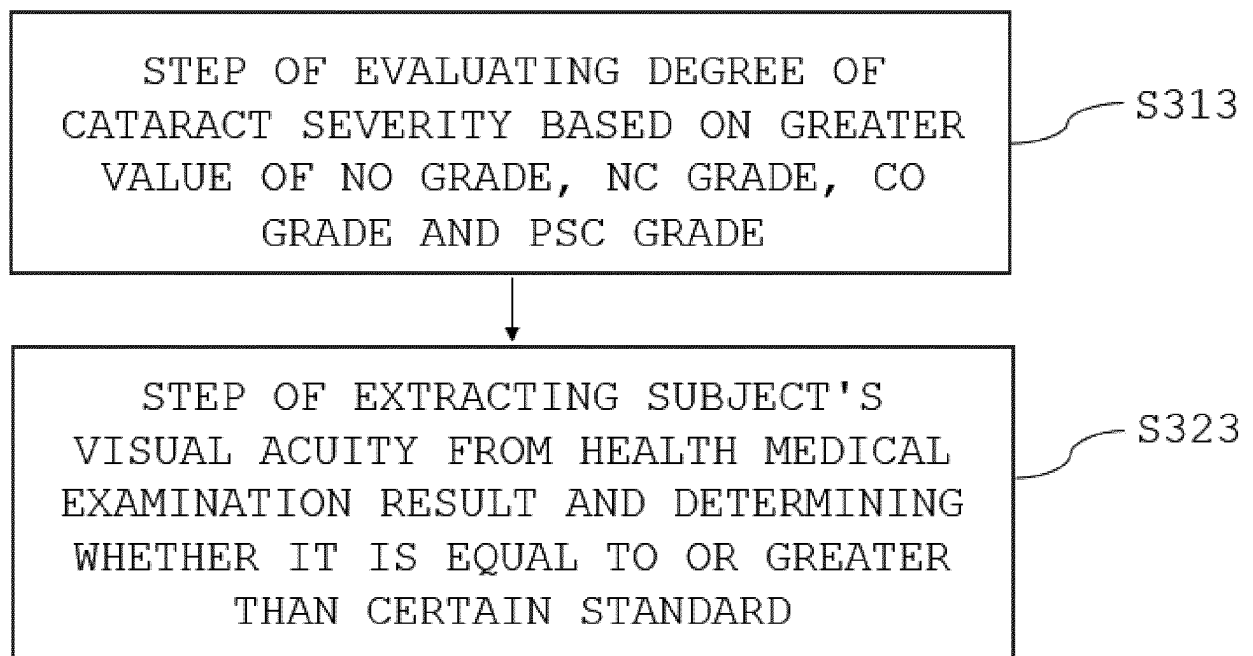 STEP OF EVALUATING DEGREE OF
CATARACT SEVERITY BASED ON GREATER
VALUE OF NO GRADE, NC GRADE, CO
GRADE AND PSC GRADE
S313
STEP OF EXTRACTING SUBJECT'S
VISUAL ACUITY FROM HEALTH MEDICAL
EXAMINATION RESULT AND DETERMINING
WHETHER IT IS EQUAL TO OR GREATER
THAN CERTAIN STANDARD
S323